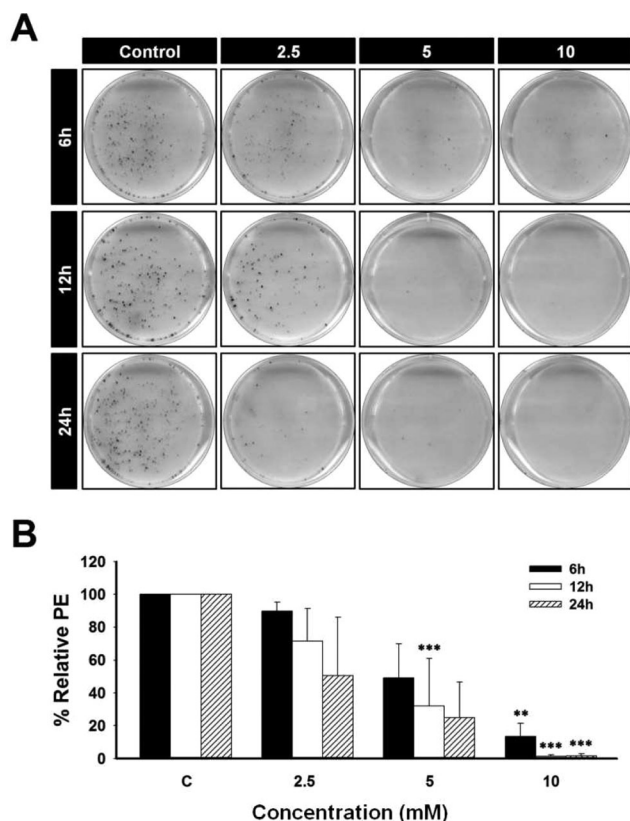 A
Control 2.5 5 10
6h
12h
24h
B
120
100
80
60
40
20
0
% Relative PE
6h
12h
24h
***
**
*** ***
C 2.5 5 10
Concentration (mM)